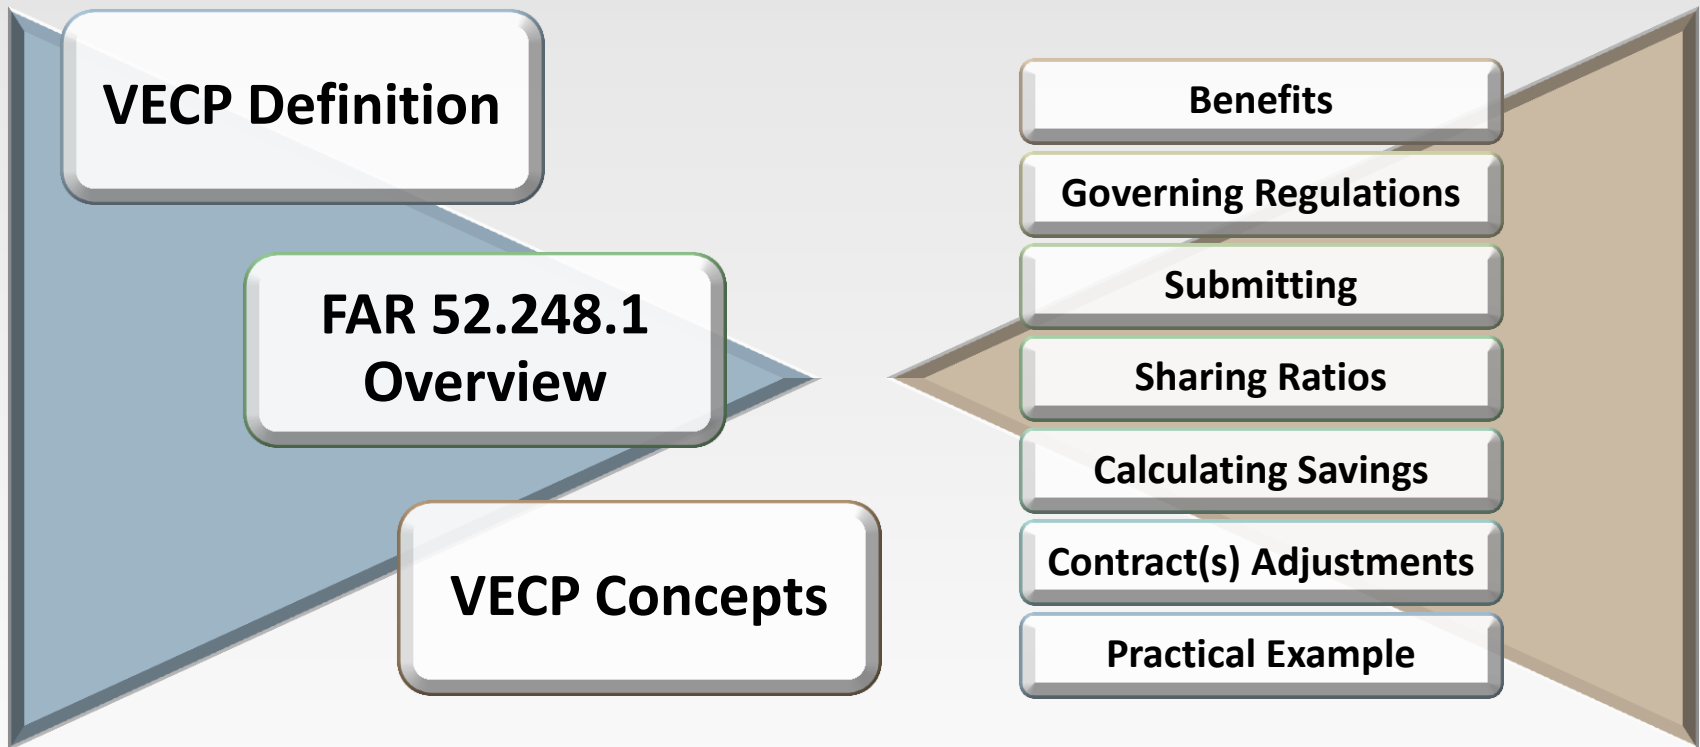 VECP Definition
FAR 52.248.1
Overview
VECP Concepts
Benefits
Governing Regulations
Submitting
Sharing Ratios
Calculating Savings
Contract(s) Adjustments
Practical Example